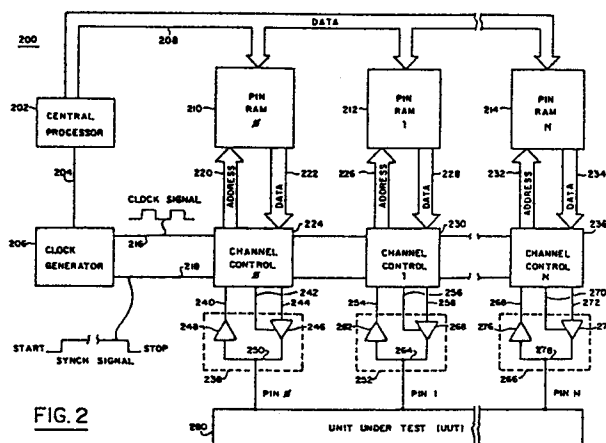 200
DATA
208
202
CENTRAL
PROCESSOR
210
PIN
RAM
Ø
212
PIN
RAM
1
214
PIN
RAM
N
204
220
ADDRESS
DATA
222
226
ADDRESS
DATA
228
232
ADDRESS
DATA
234
CLOCK SIGNAL
206
CLOCK
GENERATOR
216
218
224
CHANNEL
CONTROL
Ø
230
CHANNEL
CONTROL
1
236
CHANNEL
CONTROL
N
START
SYNCH SIGNAL
STOP
240
242
244
248
246
250
238
254
256
258
262
268
264
252
268
270
272
276
27
278
266
PIN Ø
PIN 1
PIN N
FIG. 2
280
UNIT UNDER TEST (UUT)